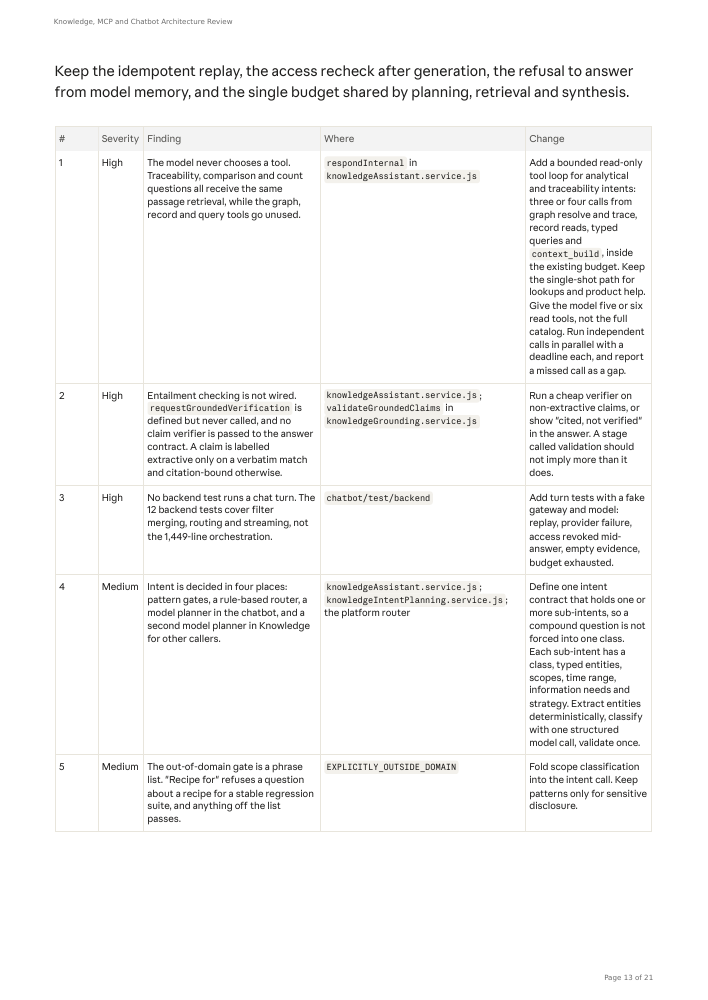 Knowledge, MCP and Chatbot Architecture Review
Keep the idempotent replay, the access recheck after generation, the refusal to answer
from model memory, and the single budget shared by planning, retrieval and synthesis.
# Severity Finding Where Change
1 High
The model never chooses a tool.
Traceability, comparison and count
questions all receive the same
passage retrieval, while the graph,
record and query tools go unused.
respondInternal in
knowledgeAssistant.service.js
Add a bounded read-only
tool loop for analytical
and traceability intents:
three or four calls from
graph resolve and trace,
record reads, typed
queries and
context_build, inside
the existing budget. Keep
the single-shot path for
lookups and product help.
Give the model five or six
read tools, not the full
catalog. Run independent
calls in parallel with a
deadline each, and report
a missed call as a gap.
2 High
Entailment checking is not wired.
requestGroundedVerification is
defined but never called, and no
claim verifier is passed to the answer
contract. A claim is labelled
extractive only on a verbatim match
and citation-bound otherwise.
knowledgeAssistant.service.js;
validateGroundedClaims in
knowledgeGrounding.service.js
Run a cheap verifier on
non-extractive claims, or
show "cited, not verified"
in the answer. A stage
called validation should
not imply more than it
does.
3 High
No backend test runs a chat turn. The
12 backend tests cover filter
merging, routing and streaming, not
the 1,449-line orchestration.
chatbot/test/backend
Add turn tests with a fake
gateway and model:
replay, provider failure,
access revoked mid-
answer, empty evidence,
budget exhausted.
4 Medium
Intent is decided in four places:
pattern gates, a rule-based router, a
model planner in the chatbot, and a
second model planner in Knowledge
for other callers.
knowledgeAssistant.service.js;
knowledgeIntentPlanning.service.js;
the platform router
Define one intent
contract that holds one or
more sub-intents, so a
compound question is not
forced into one class.
Each sub-intent has a
class, typed entities,
scopes, time range,
information needs and
strategy. Extract entities
deterministically, classify
with one structured
model call, validate once.
5 Medium
The out-of-domain gate is a phrase
list. "Recipe for" refuses a question
about a recipe for a stable regression
suite, and anything off the list
passes.
EXPLICITLY_OUTSIDE_DOMAIN
Fold scope classification
into the intent call. Keep
patterns only for sensitive
disclosure.
Page 13 of 21